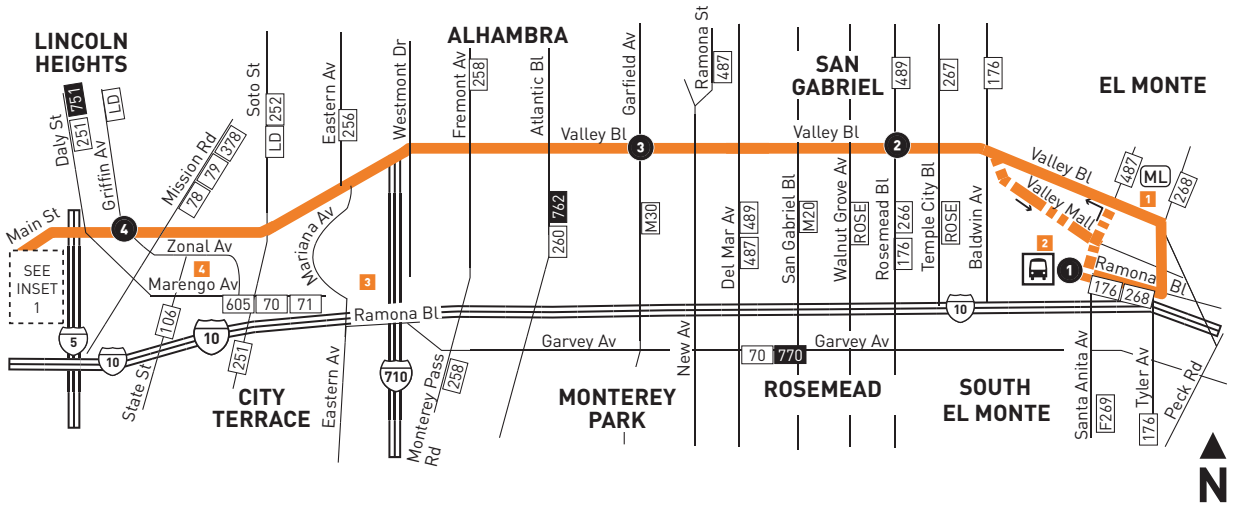 LINCOLN
HEIGHTS
ALHAMBRA
SAN
GABRIEL
EL MONTE
CITY
TERRACE
MONTEREY
PARK
ROSEMEAD
SOUTH
EL MONTE
Daly St
251
751
Griffin Av
LD
Mission Rd
78
79
378
Soto St
LD
252
Eastern Av
256
Westmont Dr
Fremont Av
258
Atlantic Bl
260
762
Garfield Av
M30
Ramona St
487
Valley Bl
3
Valley Bl
2
489
267
176
Valley Bl
487
ML
268
1
Valley Mall
Main St
4
Zonal Av
4
Marengo Av
605
70
71
SEE
INSET
1
Mariana Av
3
Del Mar Av
487
489
San Gabriel Bl
M20
Walnut Grove Av
ROSE
Rosemead Bl
176
266
Temple City Bl
ROSE
Baldwin Av
2
1
Ramona Bl
176
268
Ramona Bl
5
10
10
10
710
106
State St
251
Eastern Av
Monterey Pass
Rd
258
Garvey Av
New Av
70
770
Garvey Av
Santa Anita Av
F269
Tyler Av
176
Peck Rd
N